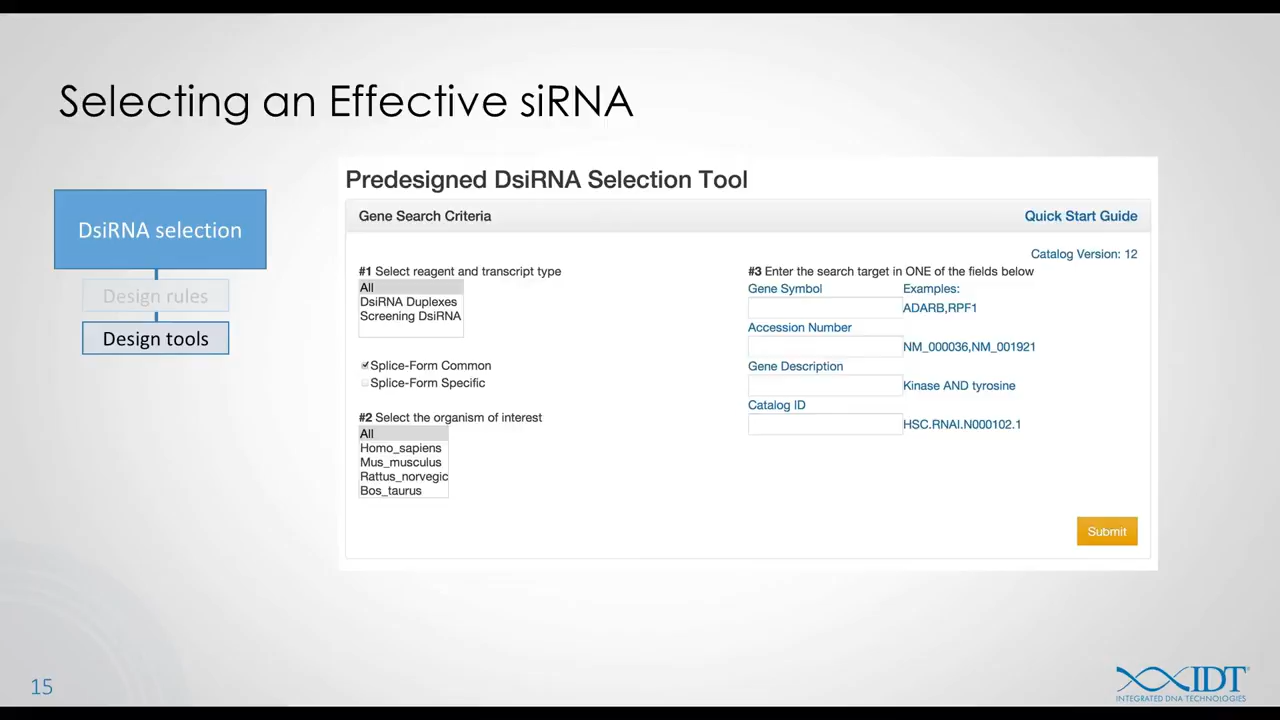 Selecting an Effective siRNA
DsiRNA selection
Design rules
Design tools
Predesigned DsiRNA Selection Tool
Gene Search Criteria
Quick Start Guide
Catalog Version: 12
#1 Select reagent and transcript type
All
DsiRNA Duplexes
Screening DsiRNA
Splice-Form Common
Splice-Form Specific
#2 Select the organism of interest
All
Homo_sapiens
Mus_musculus
Rattus_norvegic
Bos_taurus
#3 Enter the search target in ONE of the fields below
Gene Symbol Examples:
ADARB,RPF1
Accession Number
NM_000036,NM_001921
Gene Description
Kinase AND tyrosine
Catalog ID
HSC.RNAI.N000102.1
Submit
15
IDT
INTEGRATED DNA TECHNOLOGIES